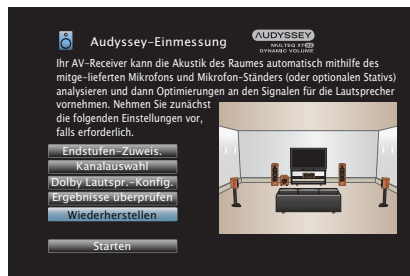 Audyssey-Einmessung
AUDYSSEY
MULTEQ XT32
DYNAMIC VOLUME
Ihr AV-Receiver kann die Akustik des Raumes automatisch mithilfe des
mitge-lieferten Mikrofons und Mikrofon-Ständers (oder optionalen Stativs)
analysieren und dann Optimierungen an den Signalen für die Lautsprecher
vornehmen. Nehmen Sie zunächst
die folgenden Einstellungen vor,
falls erforderlich.
Endstufen-Zuweis.
Kanalauswahl
Dolby Lautspr.-Konfig.
Ergebnisse überprüfen
Wiederherstellen
Starten